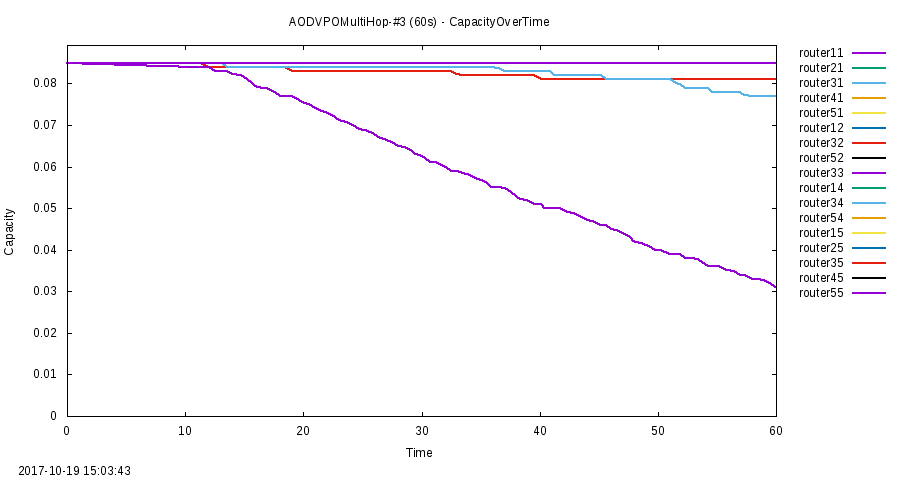 AODVPOMultiHop-#3 (60s) - CapacityOverTime
Capacity
0.08
0.07
0.06
0.05
0.04
0.03
0.02
0.01
0
0 10 20 30 40 50 60
Time
router11
router21
router31
router41
router51
router12
router32
router52
router33
router14
router34
router54
router15
router25
router35
router45
router55
2017-10-19 15:03:43